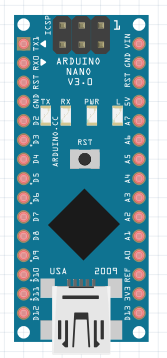 ICSP
1
TX1
RX0
RST
GND
D2
D3
D4
D5
D6
D7
D8
D9
D10
D11
D12
VIN
GND
RST
5V
A7
A6
A5
A4
A3
A2
A1
A0
REF
3V3
D13
ARDUINO
NANO
V3.0
TX RX PWR L
ARDUINO.CC
RST
USA 2009